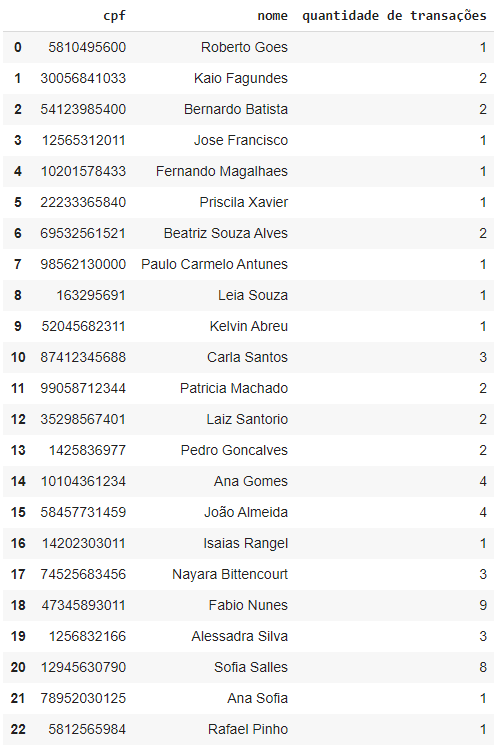 cpf nome quantidade de transações
0 5810495600 Roberto Goes 1
1 30056841033 Kaio Fagundes 2
2 54123985400 Bernardo Batista 2
3 12565312011 Jose Francisco 1
4 10201578433 Fernando Magalhaes 1
5 22233365840 Priscila Xavier 1
6 69532561521 Beatriz Souza Alves 2
7 98562130000 Paulo Carmelo Antunes 1
8 163295691 Leia Souza 1
9 52045682311 Kelvin Abreu 1
10 87412345688 Carla Santos 3
11 99058712344 Patricia Machado 2
12 35298567401 Laiz Santorio 2
13 1425836977 Pedro Goncalves 2
14 10104361234 Ana Gomes 4
15 58457731459 João Almeida 4
16 14202303011 Isaias Rangel 1
17 74525683456 Nayara Bittencourt 3
18 47345893011 Fabio Nunes 9
19 1256832166 Alessadra Silva 3
20 12945630790 Sofia Salles 8
21 78952030125 Ana Sofia 1
22 5812565984 Rafael Pinho 1